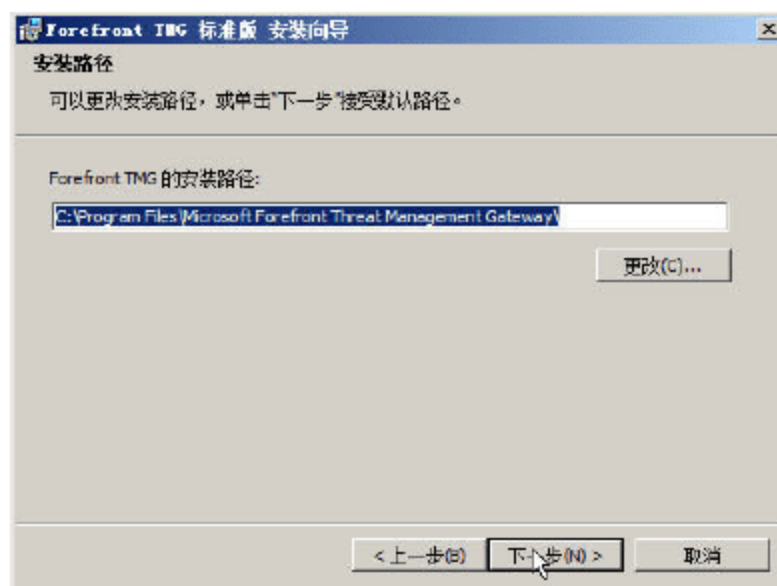 Forefront TMG 标准版 安装向导
安装路径
可以更改安装路径，或单击"下一步"接受默认路径。
Forefront TMG 的安装路径:
C:\Program Files\Microsoft Forefront Threat Management Gateway\
更改(C)...
< 上一步(B) 下一步(N) > 取消